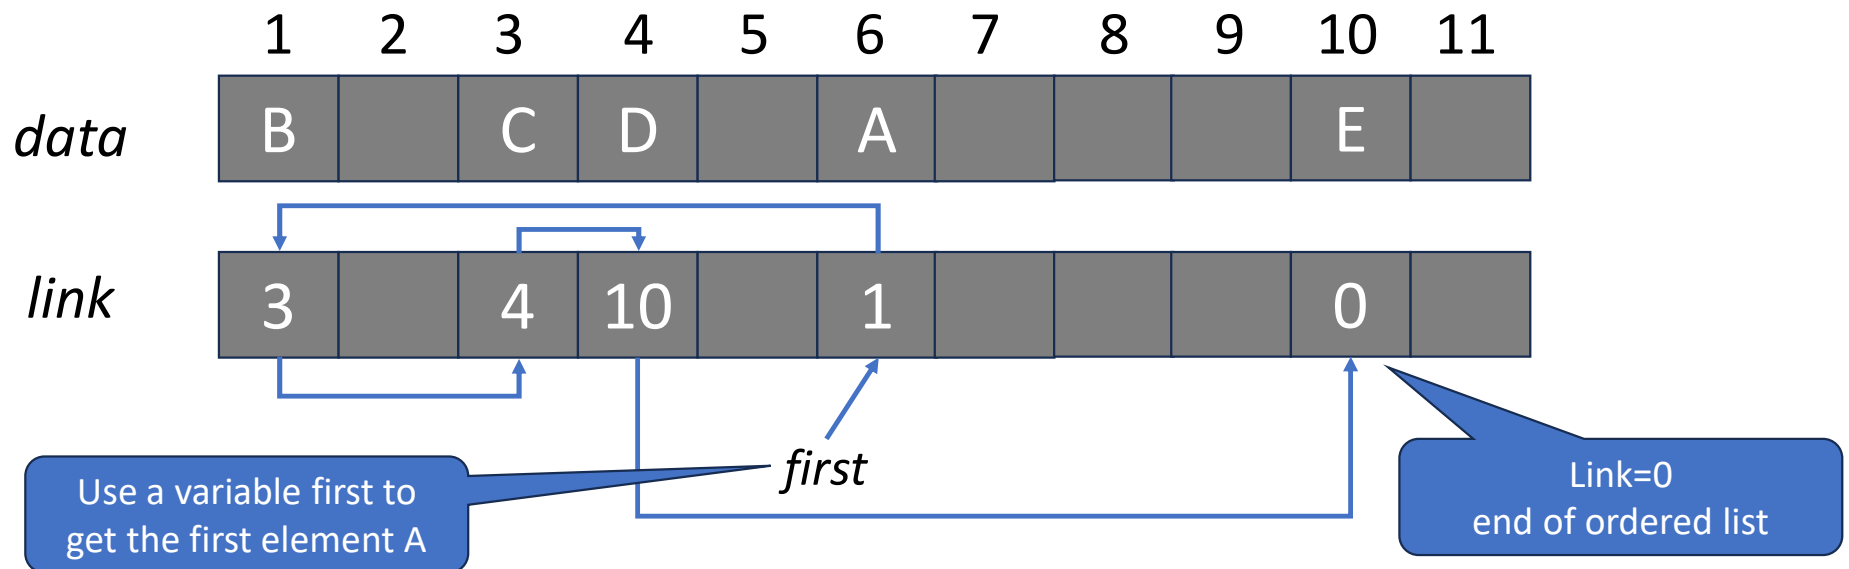 1 2 3 4 5 6 7 8 9 10 11
data B C D A E
link 3 4 10 1 0
first
Use a variable first to
get the first element A
Link=0
end of ordered list